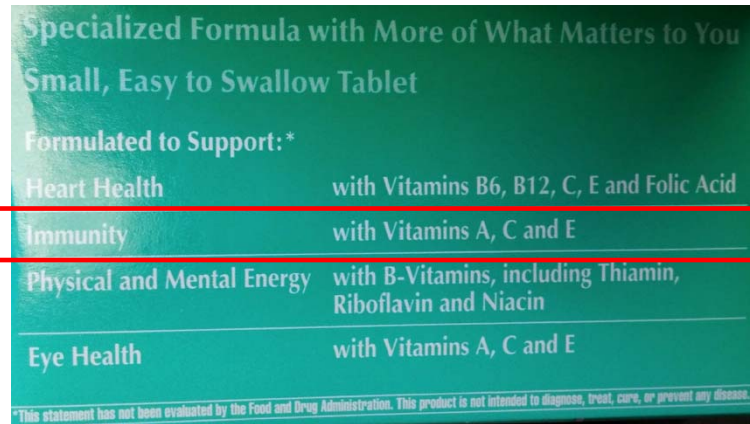 Specialized Formula with More of What Matters to You
Small, Easy to Swallow Tablet
Formulated to Support:*
Heart Health with Vitamins B6, B12, C, E and Folic Acid
Immunity with Vitamins A, C and E
Physical and Mental Energy with B-Vitamins, including Thiamin,
Riboflavin and Niacin
Eye Health with Vitamins A, C and E
*This statement has not been evaluated by the Food and Drug Administration. This product is not intended to diagnose, treat, cure, or prevent any disease.